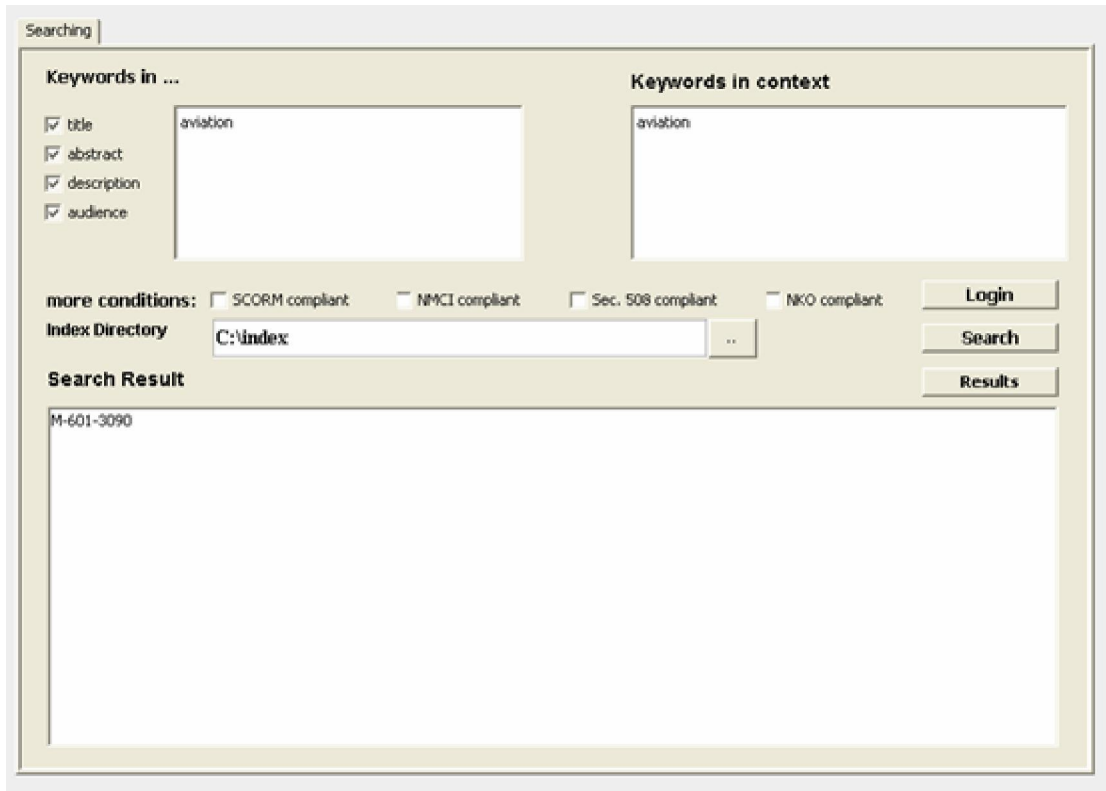 Searching
Keywords in ...
Keywords in context
title
abstract
description
audience
aviation
aviation
more conditions: SCORM compliant NMCI compliant Sec. 508 compliant NKO compliant
Login
Index Directory
C:\index
..
Search
Search Result
Results
M-601-3090